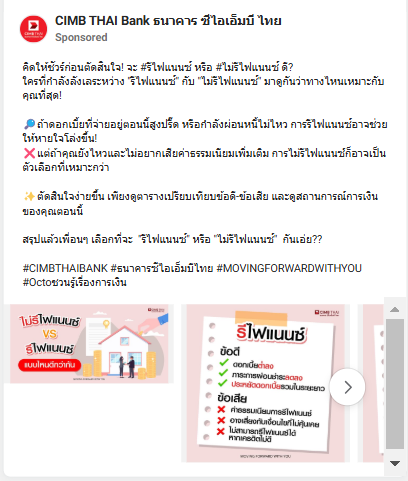 CIMB THAI Bank ธนาคาร ซีไอเอ็มบี ไทย
Sponsored
คิดให้ชัวร์ก่อนตัดสินใจ! จะ #รีไฟแนนซ์ หรือ #ไม่รีไฟแนนซ์ ดี?
ใครที่กำลังลังเลระหว่าง "รีไฟแนนซ์" กับ "ไม่รีไฟแนนซ์" มาดูกันว่าทางไหนเหมาะกับ
คุณที่สุด!
🔎ถ้าดอกเบี้ยที่จ่ายอยู่ตอนนี้สูงปรี๊ด หรือกำลังผ่อนหนี้ไม่ไหว การรีไฟแนนซ์อาจช่วย
ให้หายใจโล่งขึ้น!
❌แต่ถ้าคุณยังไหวและไม่อยากเสียค่าธรรมเนียมเพิ่มเติม การไม่รีไฟแนนซ์ก็อาจเป็น
ตัวเลือกที่เหมาะกว่า
✨ตัดสินใจง่ายขึ้น เพียงดูตารางเปรียบเทียบข้อดี-ข้อเสีย และดูสถานการณ์การเงิน
ของคุณตอนนี้
สรุปแล้วเพื่อนๆ เลือกที่จะ "รีไฟแนนซ์" หรือ "ไม่รีไฟแนนซ์" กันเอ่ย??
#CIMBTHAIBANK #ธนาคารซีไอเอ็มบีไทย #MOVINGFORWARDWITHYOU
#Octoชวนรู้เรื่องการเงิน
CIMB THAI
ไม่รีไฟแนนซ์
VS
รีไฟแนนซ์
แบบไหนดีกว่ากัน
CIMB THAI
รีไฟแนนซ์
ข้อดี
ดอกเบี้ยต่ำลง
ภาระการผ่อนชำระลดลง
ประหยัดดอกเบี้ยรวมในระยะยาว
ข้อเสีย
ค่าธรรมเนียมการรีไฟแนนซ์
อาจเสี่ยงกับเงื่อนไขที่ไม่คุ้นเคย
ไม่สามารถรีไฟแนนซ์ได้
หากเครดิตไม่ดี
MOVING FORWARD WITH YOU